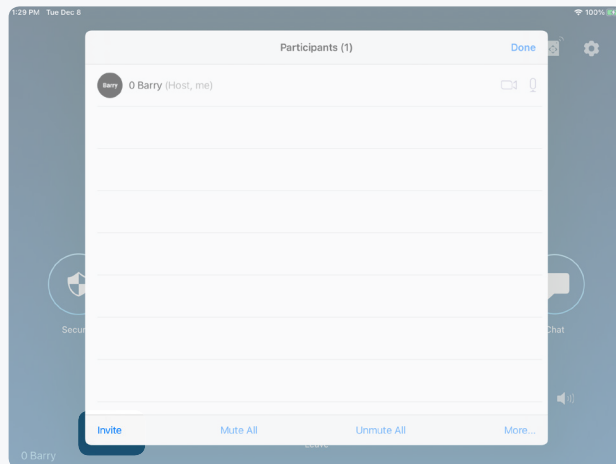 1:29 PM Tue Dec 8
100%
Participants (1)
Done
Barry
0 Barry (Host, me)
Secur
Chat
Invite
Mute All
Unmute All
More...
Leave
0 Barry